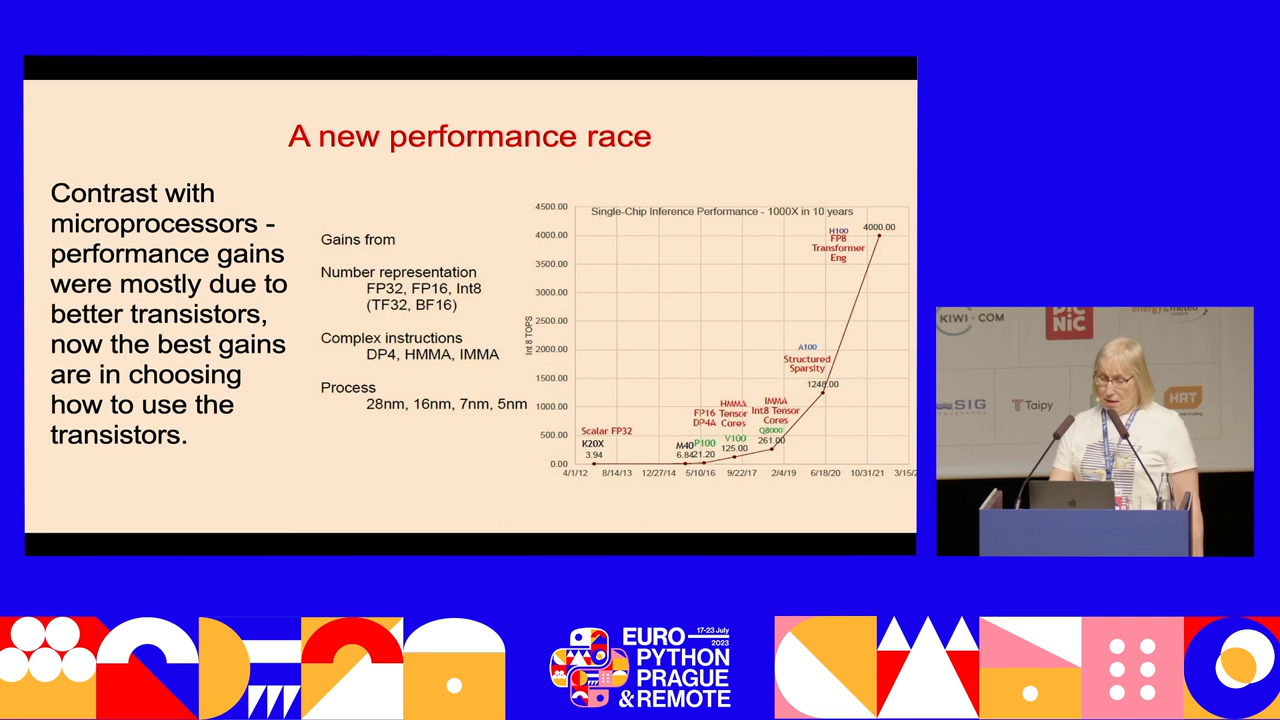 A new performance race
Contrast with
microprocessors -
performance gains
were mostly due to
better transistors,
now the best gains
are in choosing
how to use the
transistors.
Gains from
Number representation
FP32, FP16, Int8
(TF32, BF16)
Complex instructions
DP4, HMMA, IMMA
Process
28nm, 16nm, 7nm, 5nm
Single-Chip Inference Performance - 1000X in 10 years
Int 8 TOPS
4500.00
4000.00
3500.00
3000.00
2500.00
2000.00
1500.00
1000.00
500.00
0.00
4/1/12
8/14/13
12/27/14
5/10/16
9/22/17
2/4/19
6/18/20
10/31/21
Scalar FP32
K20X
3.94
M40
6.84
FP16
DP4A
P100
21.20
HMMA
Tensor
Cores
V100
125.00
IMMA
Int8 Tensor
Cores
Q8000
261.00
A100
Structured
Sparsity
1248.00
H100
FP8
Transformer
Eng
4000.00
KIWI.COM
PIC
NIC
SIG
Taipy
HRT
EURO
17-23 July
2023
PYTHON
PRAGUE
&REMOTE